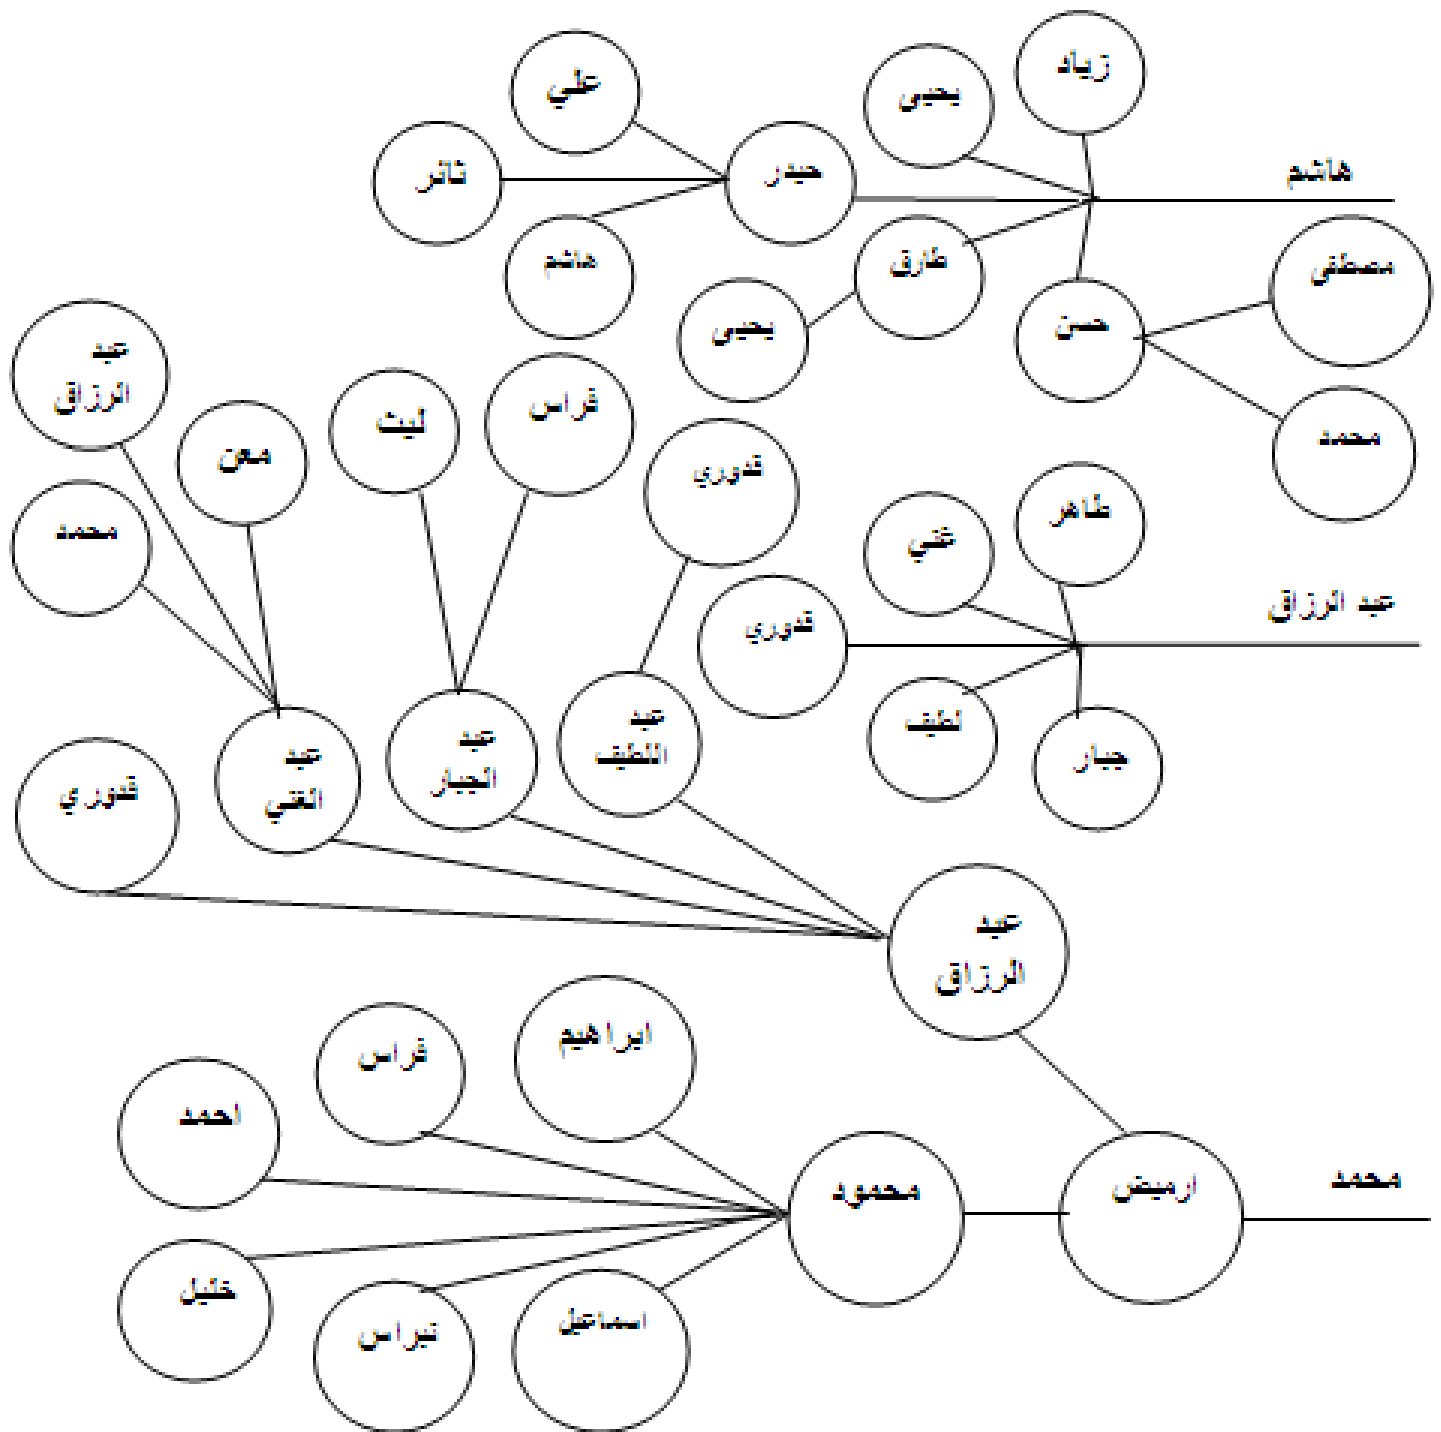 زياد
يحيى
علي
هاشم
حيدر
ثائر
طارق
هاشم
مصطفى
حسن
يحيى
محمد
عبد
الرزاق
معن
ليث
فراس
قدوري
محمد
طاهر
غني
عبد الرزاق
قدوري
لطيف
جبار
عبد
اللطيف
عبد
الجبار
عبد
الغني
قدوري
عبد
الرزاق
ابراهيم
فراس
احمد
محمد
ارميض
محمود
خليل
نبراس
اسماعيل